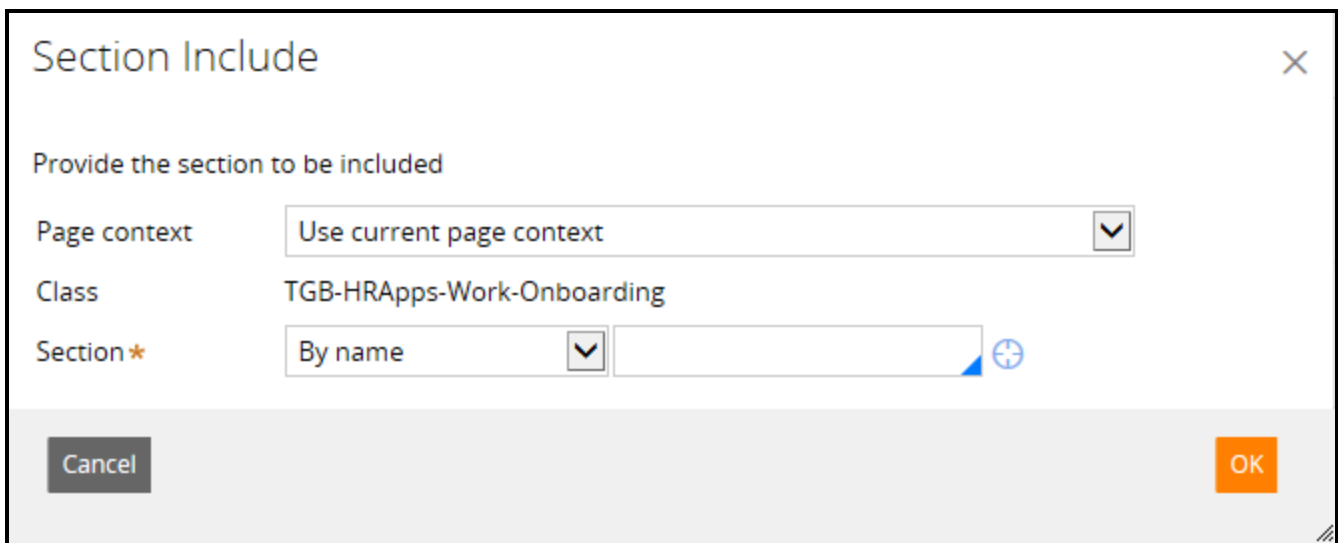 Section Include
Provide the section to be included
Page context Use current page context
Class TGB-HRApps-Work-Onboarding
Section* By name
Cancel OK